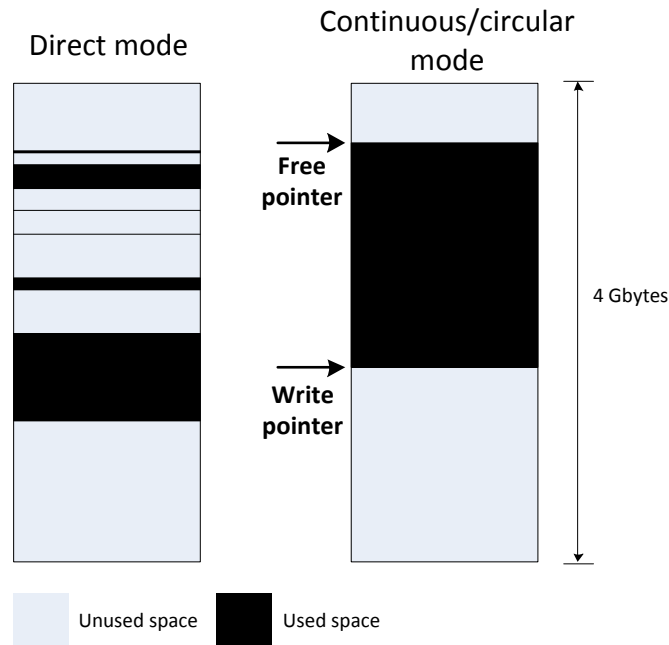 Direct mode
Continuous/circular
mode
Free
pointer
Write
pointer
4 Gbytes
Unused space
Used space